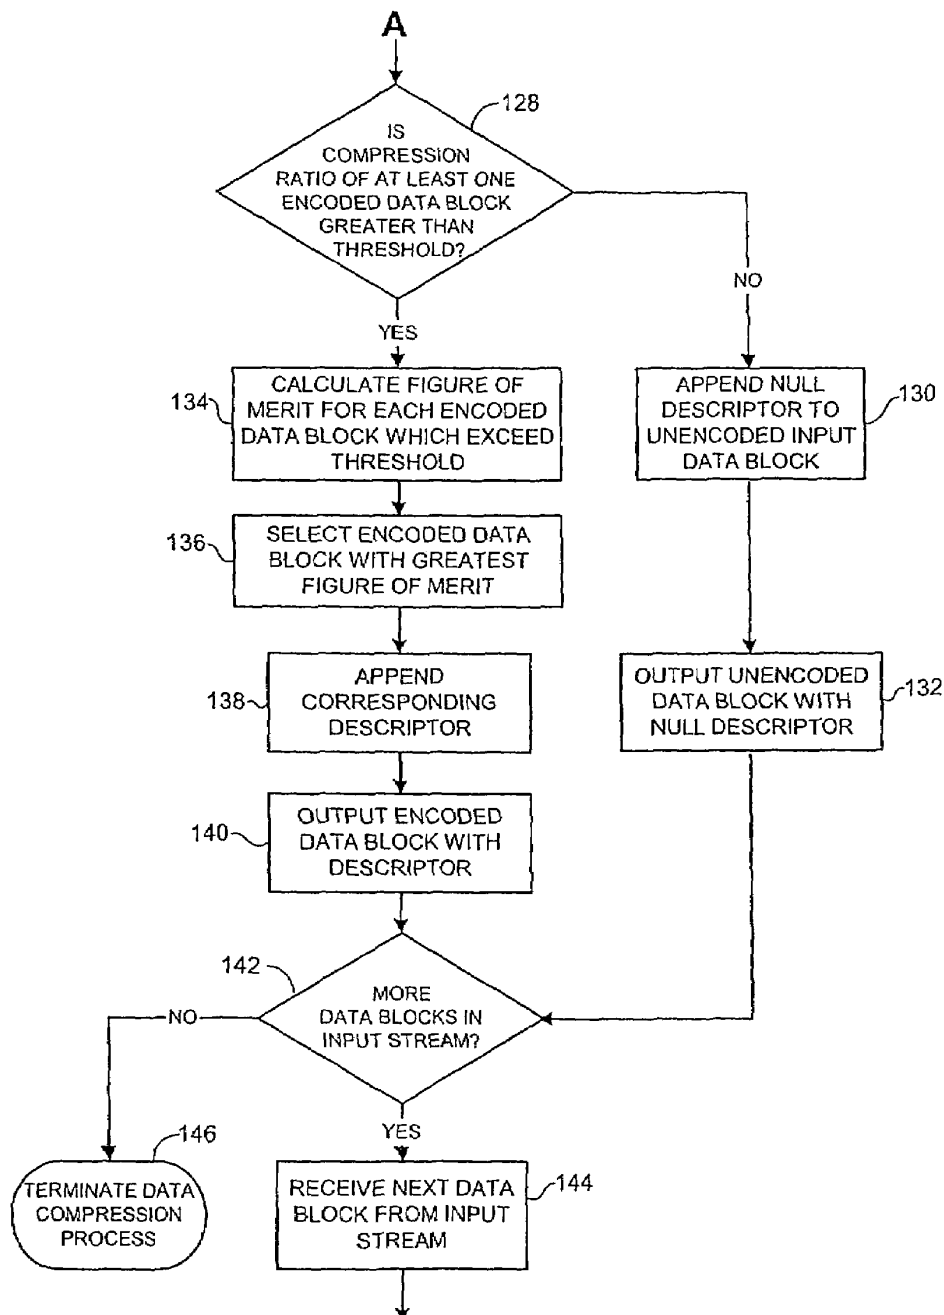 A
128
IS
COMPRESSION
RATIO OF AT LEAST ONE
ENCODED DATA BLOCK
GREATER THAN
THRESHOLD?
NO
YES
134
CALCULATE FIGURE OF
MERIT FOR EACH ENCODED
DATA BLOCK WHICH EXCEED
THRESHOLD
APPEND NULL
DESCRIPTOR TO
UNENCODED INPUT
DATA BLOCK
130
136
SELECT ENCODED DATA
BLOCK WITH GREATEST
FIGURE OF MERIT
138
APPEND
CORRESPONDING
DESCRIPTOR
OUTPUT UNENCODED
DATA BLOCK WITH
NULL DESCRIPTOR
132
140
OUTPUT ENCODED
DATA BLOCK WITH
DESCRIPTOR
142
MORE
DATA BLOCKS IN
INPUT STREAM?
NO
YES
146
TERMINATE DATA
COMPRESSION
PROCESS
RECEIVE NEXT DATA
BLOCK FROM INPUT
STREAM
144